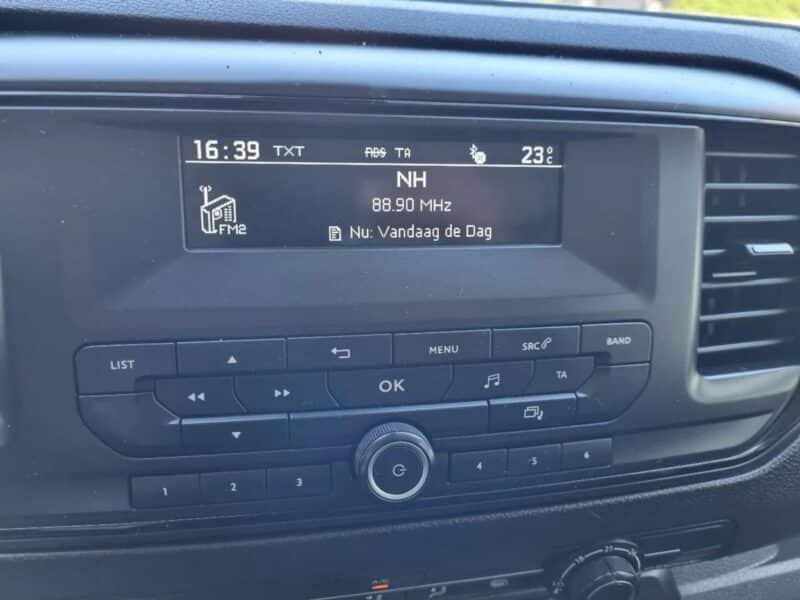 16:39 TXT ABS TA 23°C
NH
88.90 MHz
FM2
Nu: Vandaag de Dag
LIST MENU SRC BAND
OK TA
1 2 3 4 5 6
A/C